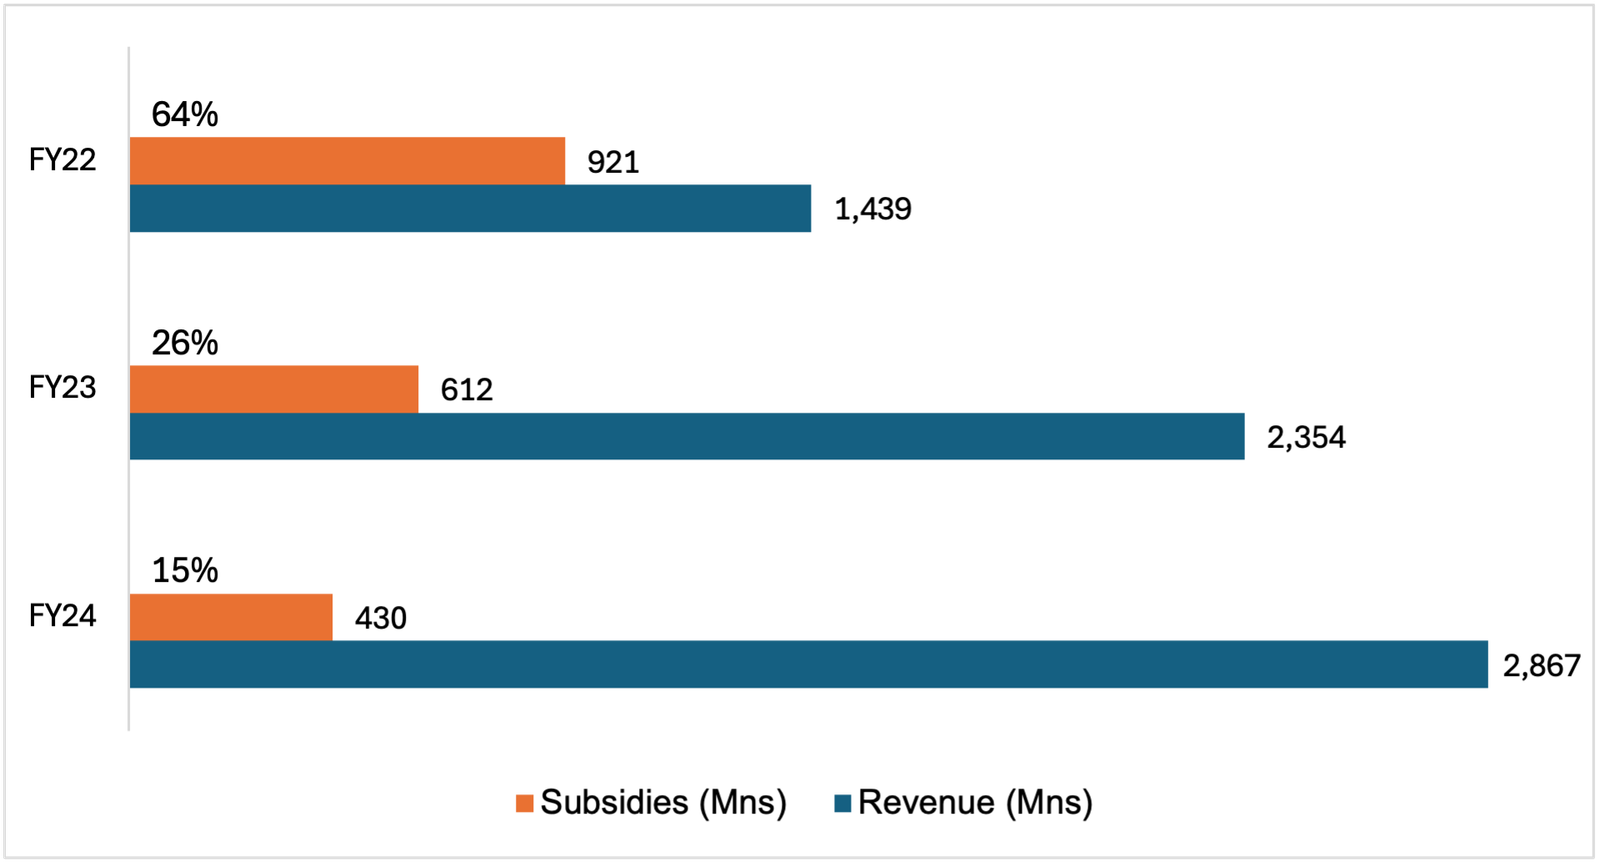 64%
FY22
921
1,439
26%
FY23
612
2,354
15%
FY24
430
2,867
Subsidies (Mns) Revenue (Mns)